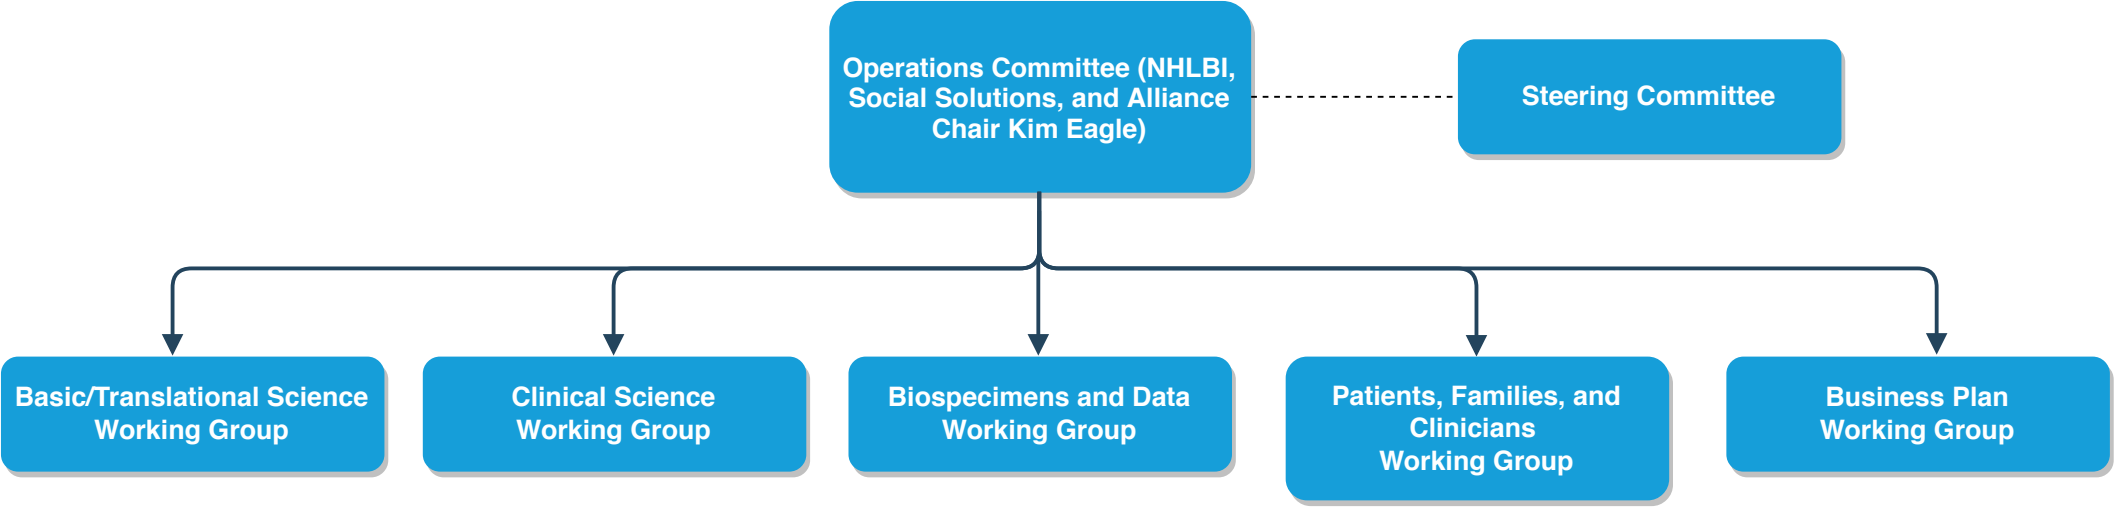 Operations Committee (NHLBI,
Social Solutions, and Alliance
Chair Kim Eagle)
Steering Committee
Basic/Translational Science
Working Group
Clinical Science
Working Group
Biospecimens and Data
Working Group
Patients, Families, and
Clinicians
Working Group
Business Plan
Working Group